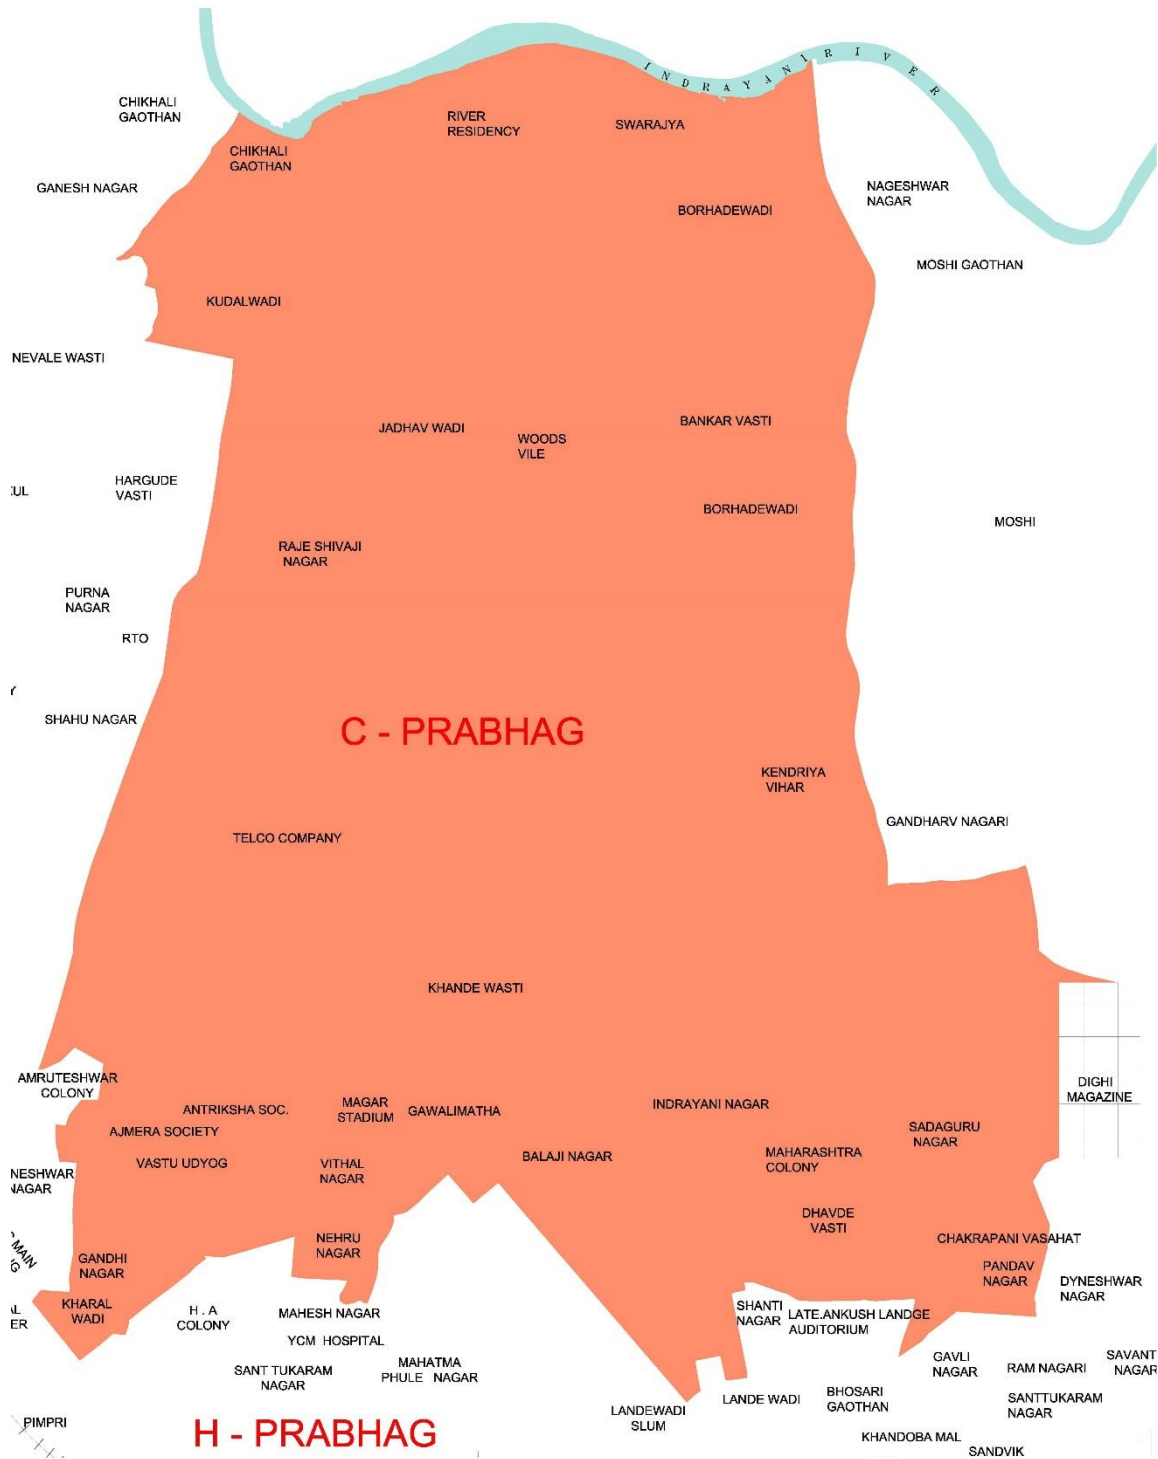 INDRAYANI RIVER
CHIKHALI
GAOTHAN
RIVER
RESIDENCY
SWARAJYA
CHIKHALI
GAOTHAN
GANESH NAGAR
NAGESHWAR
NAGAR
BORHADEWADI
MOSHI GAOTHAN
KUDALWADI
NEVALE WASTI
JADHAV WADI
WOODS
VILE
BANKAR VASTI
HARGUDE
VASTI
BORHADEWADI
MOSHI
RAJE SHIVAJI
NAGAR
PURNA
NAGAR
RTO
SHAHU NAGAR
C - PRABHAG
KENDRIYA
VIHAR
GANDHARV NAGARI
TELCO COMPANY
KHANDE WASTI
AMRUTESHWAR
COLONY
DIGHI
MAGAZINE
ANTRIKSHA SOC.
MAGAR
STADIUM
GAWALIMATHA
INDRAYANI NAGAR
AJMERA SOCIETY
SADAGURU
NAGAR
VASTU UDYOG
VITHAL
NAGAR
BALAJI NAGAR
MAHARASHTRA
COLONY
NESHWAR
NAGAR
DHAVDE
VASTI
NEHRU
NAGAR
CHAKRAPANI VASAHAT
MAIN
GANDHI
NAGAR
PANDAV
NAGAR
DYNESHWAR
NAGAR
KHARAL
WADI
AL
ER
H . A
COLONY
MAHESH NAGAR
SHANTI
NAGAR
LATE.ANKUSH LANDGE
AUDITORIUM
YCM HOSPITAL
SANT TUKARAM
NAGAR
MAHATMA
PHULE NAGAR
GAVLI
NAGAR
RAM NAGARI
SAVANT
NAGAR
LANDE WADI
BHOSARI
GAOTHAN
SANTTUKARAM
NAGAR
LANDEWADI
SLUM
PIMPRI
H - PRABHAG
KHANDOBA MAL
SANDVIK